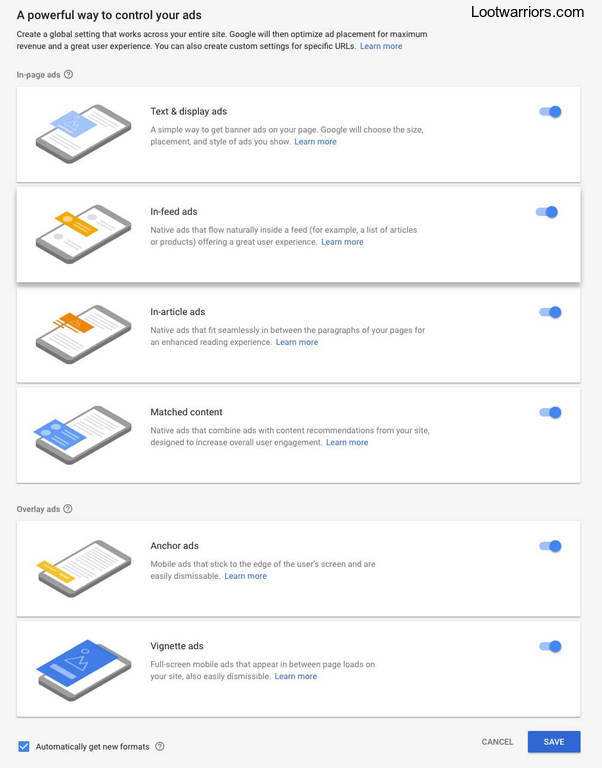 Lootwarriors.com
A powerful way to control your ads
Create a global setting that works across your entire site. Google will then optimize ad placement for maximum
revenue and a great user experience. You can also create custom settings for specific URLs. Learn more
In-page ads ?
Text & display ads
A simple way to get banner ads on your page. Google will choose the size,
placement, and style of ads you show. Learn more
In-feed ads
Native ads that flow naturally inside a feed (for example, a list of articles
or products) offering a great user experience. Learn more
In-article ads
Native ads that fit seamlessly in between the paragraphs of your pages for
an enhanced reading experience. Learn more
Matched content
Native ads that combine ads with content recommendations from your site,
designed to increase overall user engagement. Learn more
Overlay ads ?
Anchor ads
Mobile ads that stick to the edge of the user's screen and are
easily dismissable. Learn more
Vignette ads
Full-screen mobile ads that appear in between page loads on
your site, also easily dismissible. Learn more
Automatically get new formats ?
CANCEL
SAVE